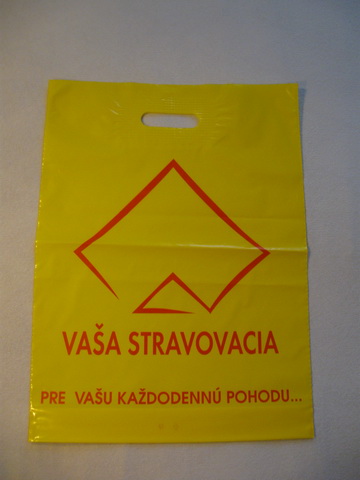 VAŠA STRAVOVACIA
PRE VAŠU KAŽDODENNÚ POHODU...